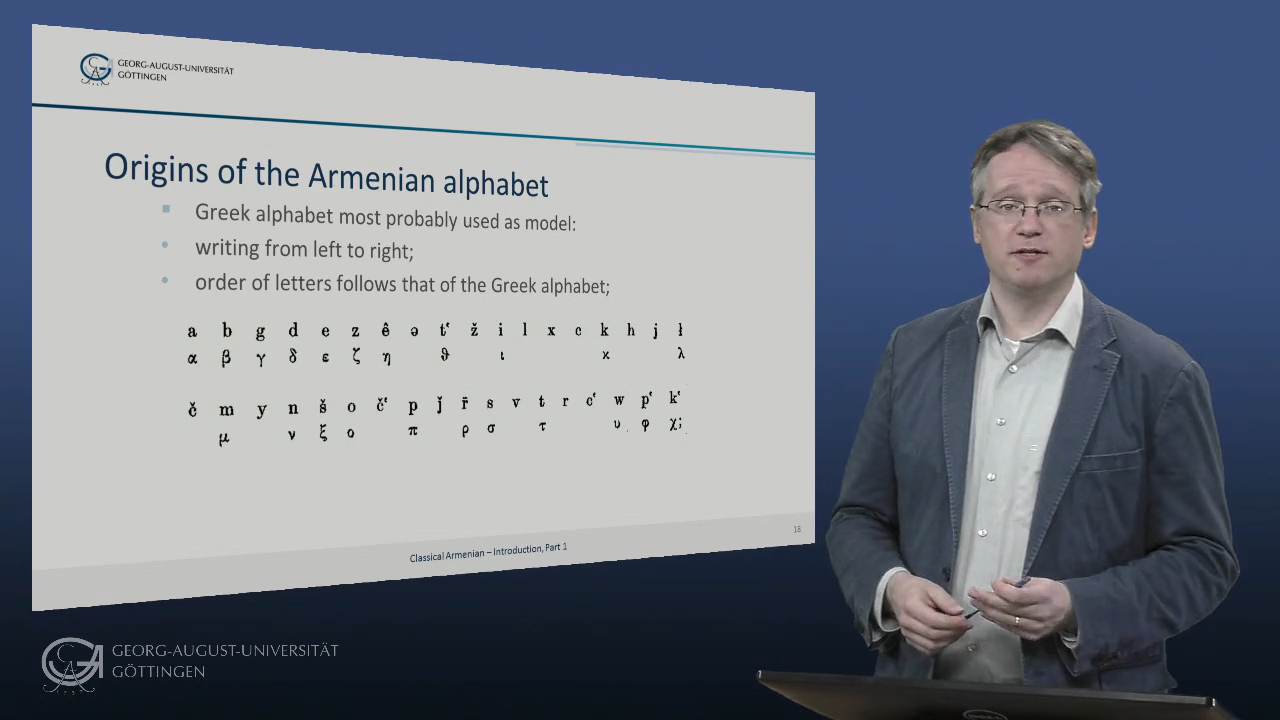 GEORG-AUGUST-UNIVERSITÄT
GÖTTINGEN
Origins of the Armenian alphabet
Greek alphabet most probably used as model:
writing from left to right;
order of letters follows that of the Greek alphabet;
a b g d e z ê ə tʻ ž i l x c k h j ł
α β γ δ ε ζ η ϑ ι κ λ
č m y n š o čʻ p ǰ r̄ s v t r cʻ w pʻ kʻ
μ ν ξ ο π ρ σ τ υ φ χ;
18
Classical Armenian – Introduction, Part 1
GEORG-AUGUST-UNIVERSITÄT
GÖTTINGEN